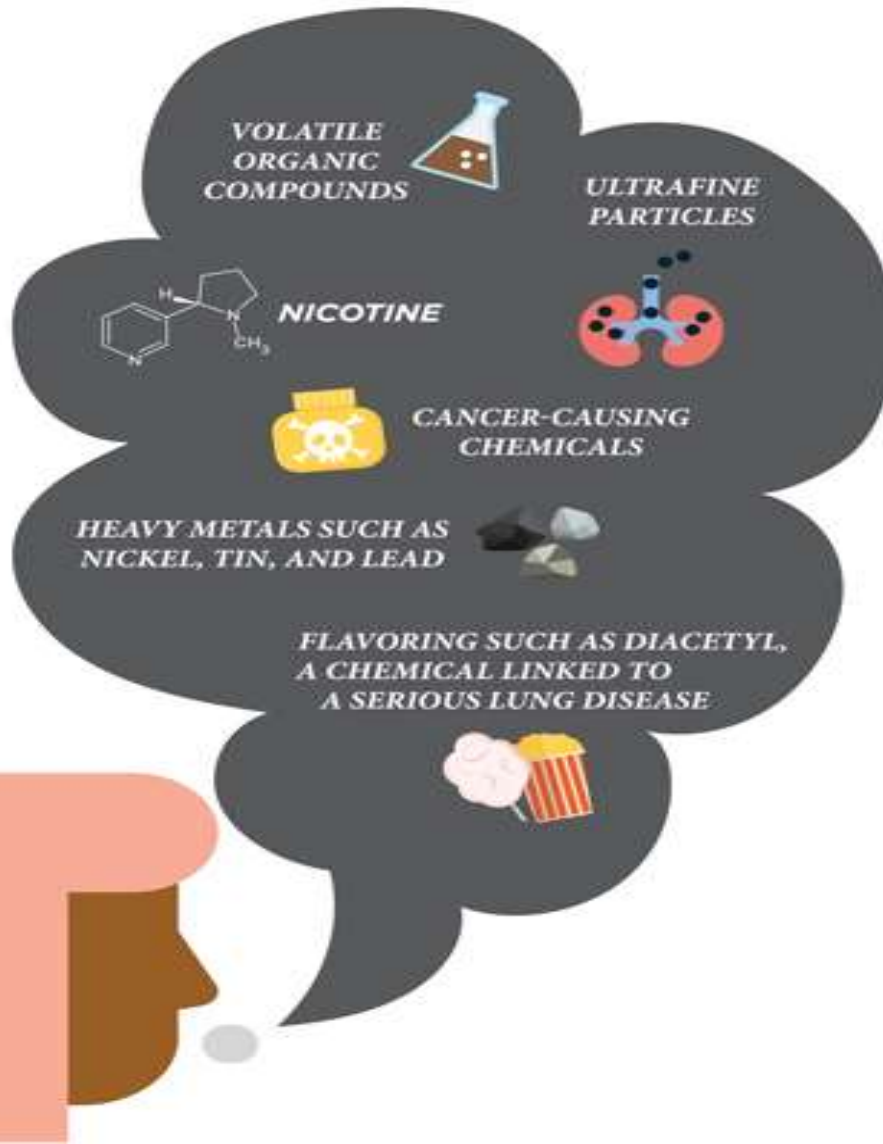 VOLATILE
ORGANIC
COMPOUNDS
ULTRAFINE
PARTICLES
H
N
CH3
N
NICOTINE
CANCER-CAUSING
CHEMICALS
HEAVY METALS SUCH AS
NICKEL, TIN, AND LEAD
FLAVORING SUCH AS DIACETYL,
A CHEMICAL LINKED TO
A SERIOUS LUNG DISEASE